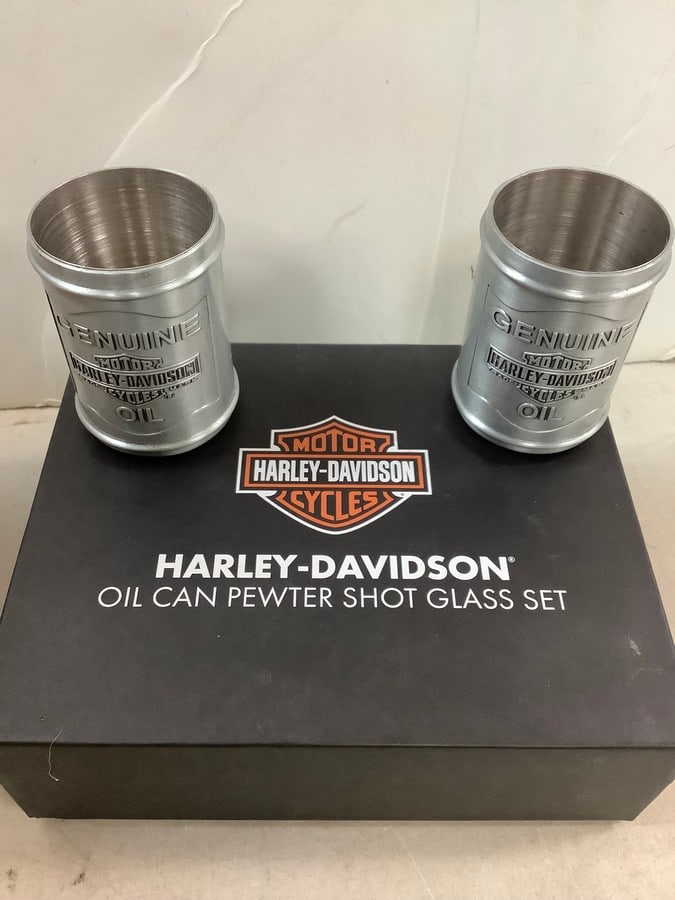 GENUINE
MOTOR
HARLEY-DAVIDSON
CYCLES
OIL
GENUINE
MOTOR
HARLEY-DAVIDSON
CYCLES
OIL
MOTOR
HARLEY-DAVIDSON
CYCLES
HARLEY-DAVIDSON®
OIL CAN PEWTER SHOT GLASS SET